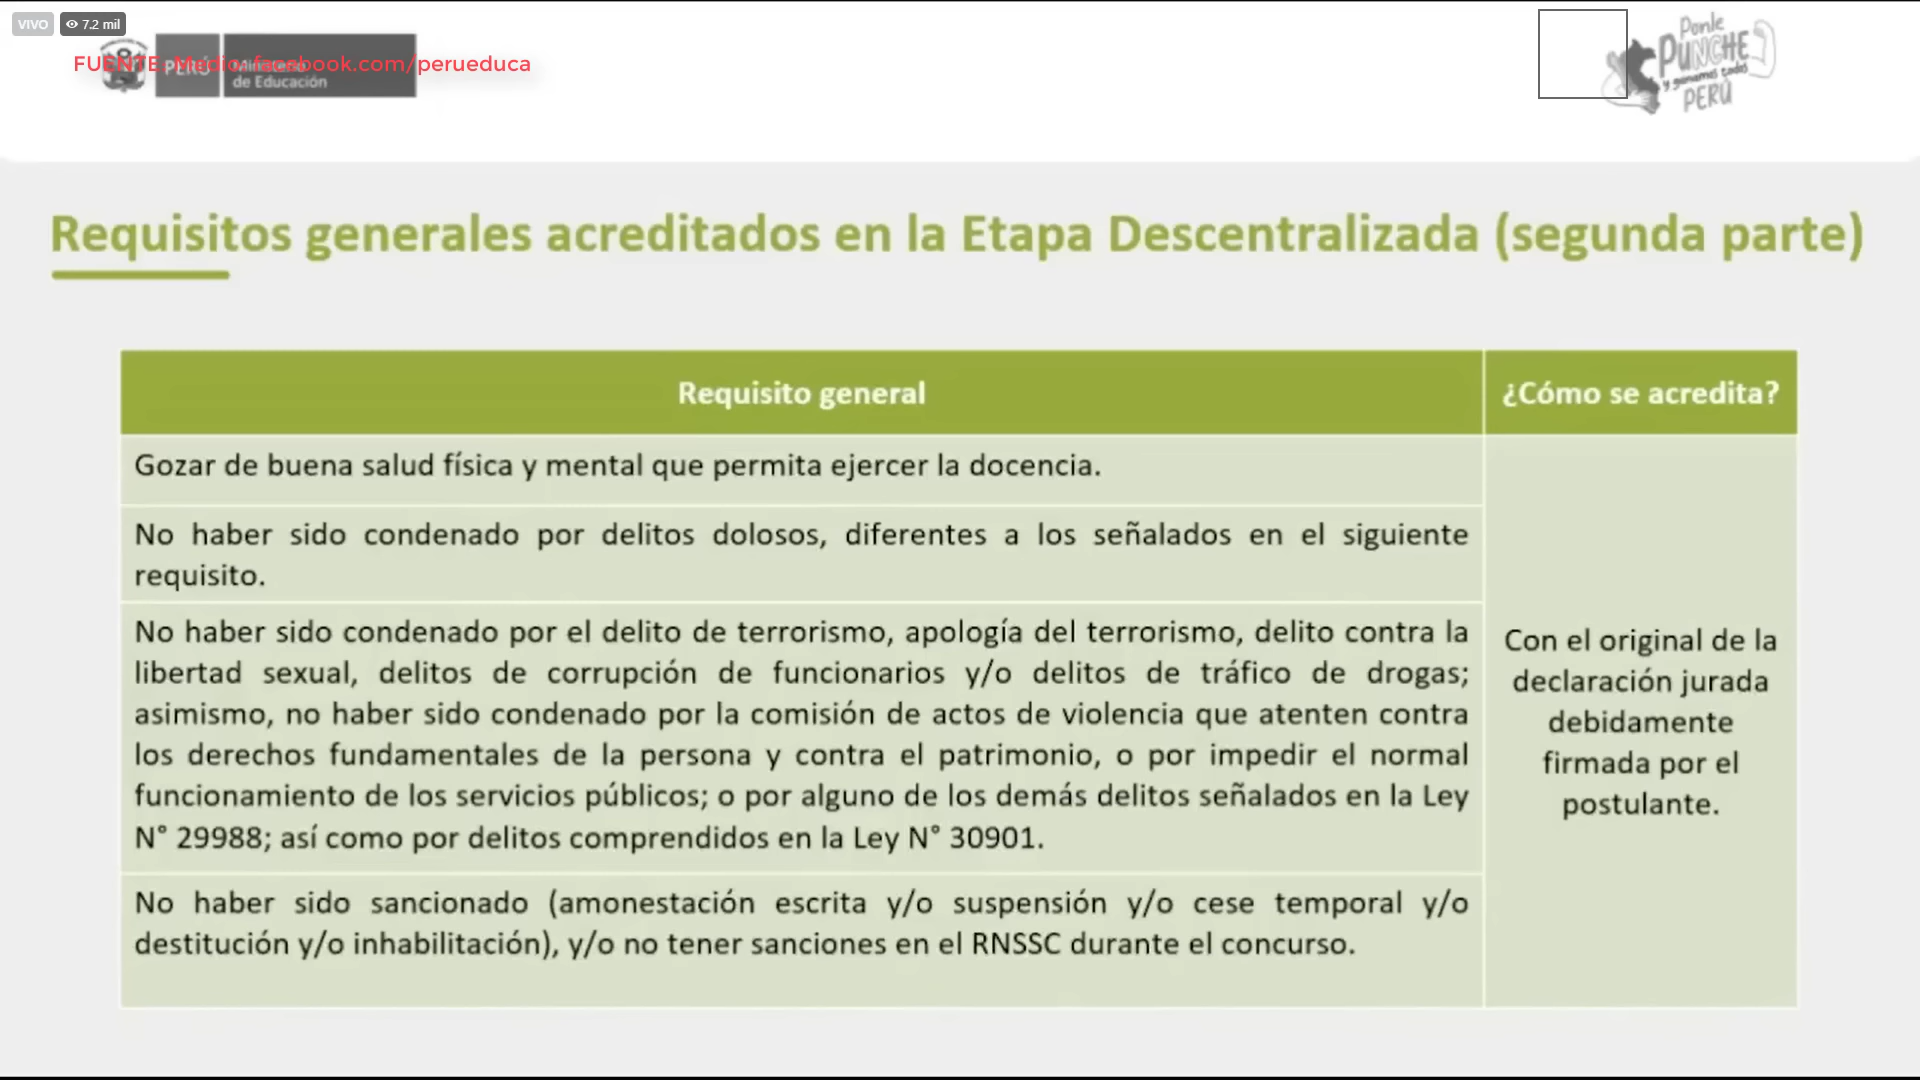 VIVO
7.2 mil
FUENTE: Medio: facebook.com/perueduca
PERÚ
Ministerio
de Educación
Ponle
PUNCHE
y ganamos todos
PERÚ
Requisitos generales acreditados en la Etapa Descentralizada (segunda parte)
Requisito general
¿Cómo se acredita?
Gozar de buena salud física y mental que permita ejercer la docencia.
No haber sido condenado por delitos dolosos, diferentes a los señalados en el siguiente
requisito.
No haber sido condenado por el delito de terrorismo, apología del terrorismo, delito contra la
libertad sexual, delitos de corrupción de funcionarios y/o delitos de tráfico de drogas;
asimismo, no haber sido condenado por la comisión de actos de violencia que atenten contra
los derechos fundamentales de la persona y contra el patrimonio, o por impedir el normal
funcionamiento de los servicios públicos; o por alguno de los demás delitos señalados en la Ley
N° 29988; así como por delitos comprendidos en la Ley N° 30901.
No haber sido sancionado (amonestación escrita y/o suspensión y/o cese temporal y/o
destitución y/o inhabilitación), y/o no tener sanciones en el RNSSC durante el concurso.
Con el original de la
declaración jurada
debidamente
firmada por el
postulante.